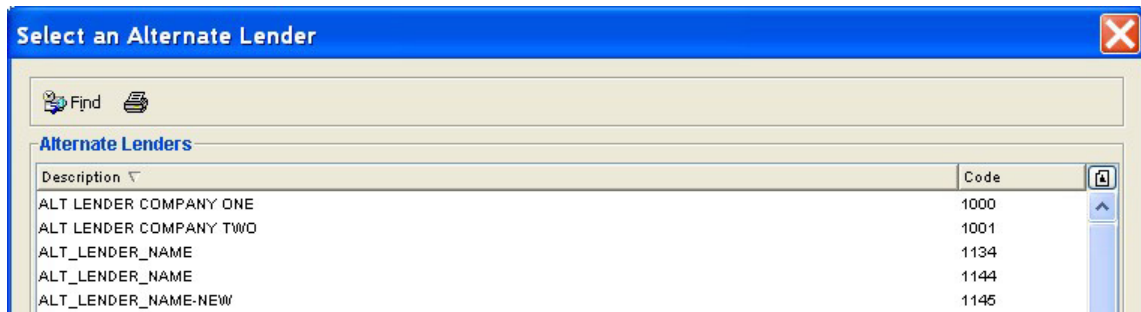 Select an Alternate Lender
Find
Alternate Lenders
Description Code
ALT LENDER COMPANY ONE 1000
ALT LENDER COMPANY TWO 1001
ALT_LENDER_NAME 1134
ALT_LENDER_NAME 1144
ALT_LENDER_NAME-NEW 1145